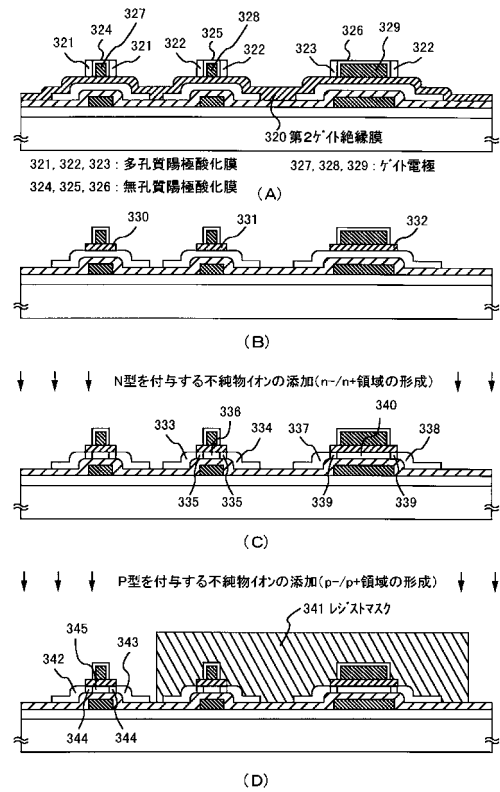 327 328
324 325 326 329
321 321 322 322 323 322
320 第2ゲイト絶縁膜
321, 322, 323 : 多孔質陽極酸化膜 327, 328, 329 : ゲイト電極
324, 325, 326 : 無孔質陽極酸化膜
(A)
330 331 332
(B)
N型を付与する不純物イオンの添加(n-/n+領域の形成)
336 340
333 334 337 338
335 335 339 339
(C)
P型を付与する不純物イオンの添加(p-/p+領域の形成)
341 レジストマスク
345
342 343
344 344
(D)